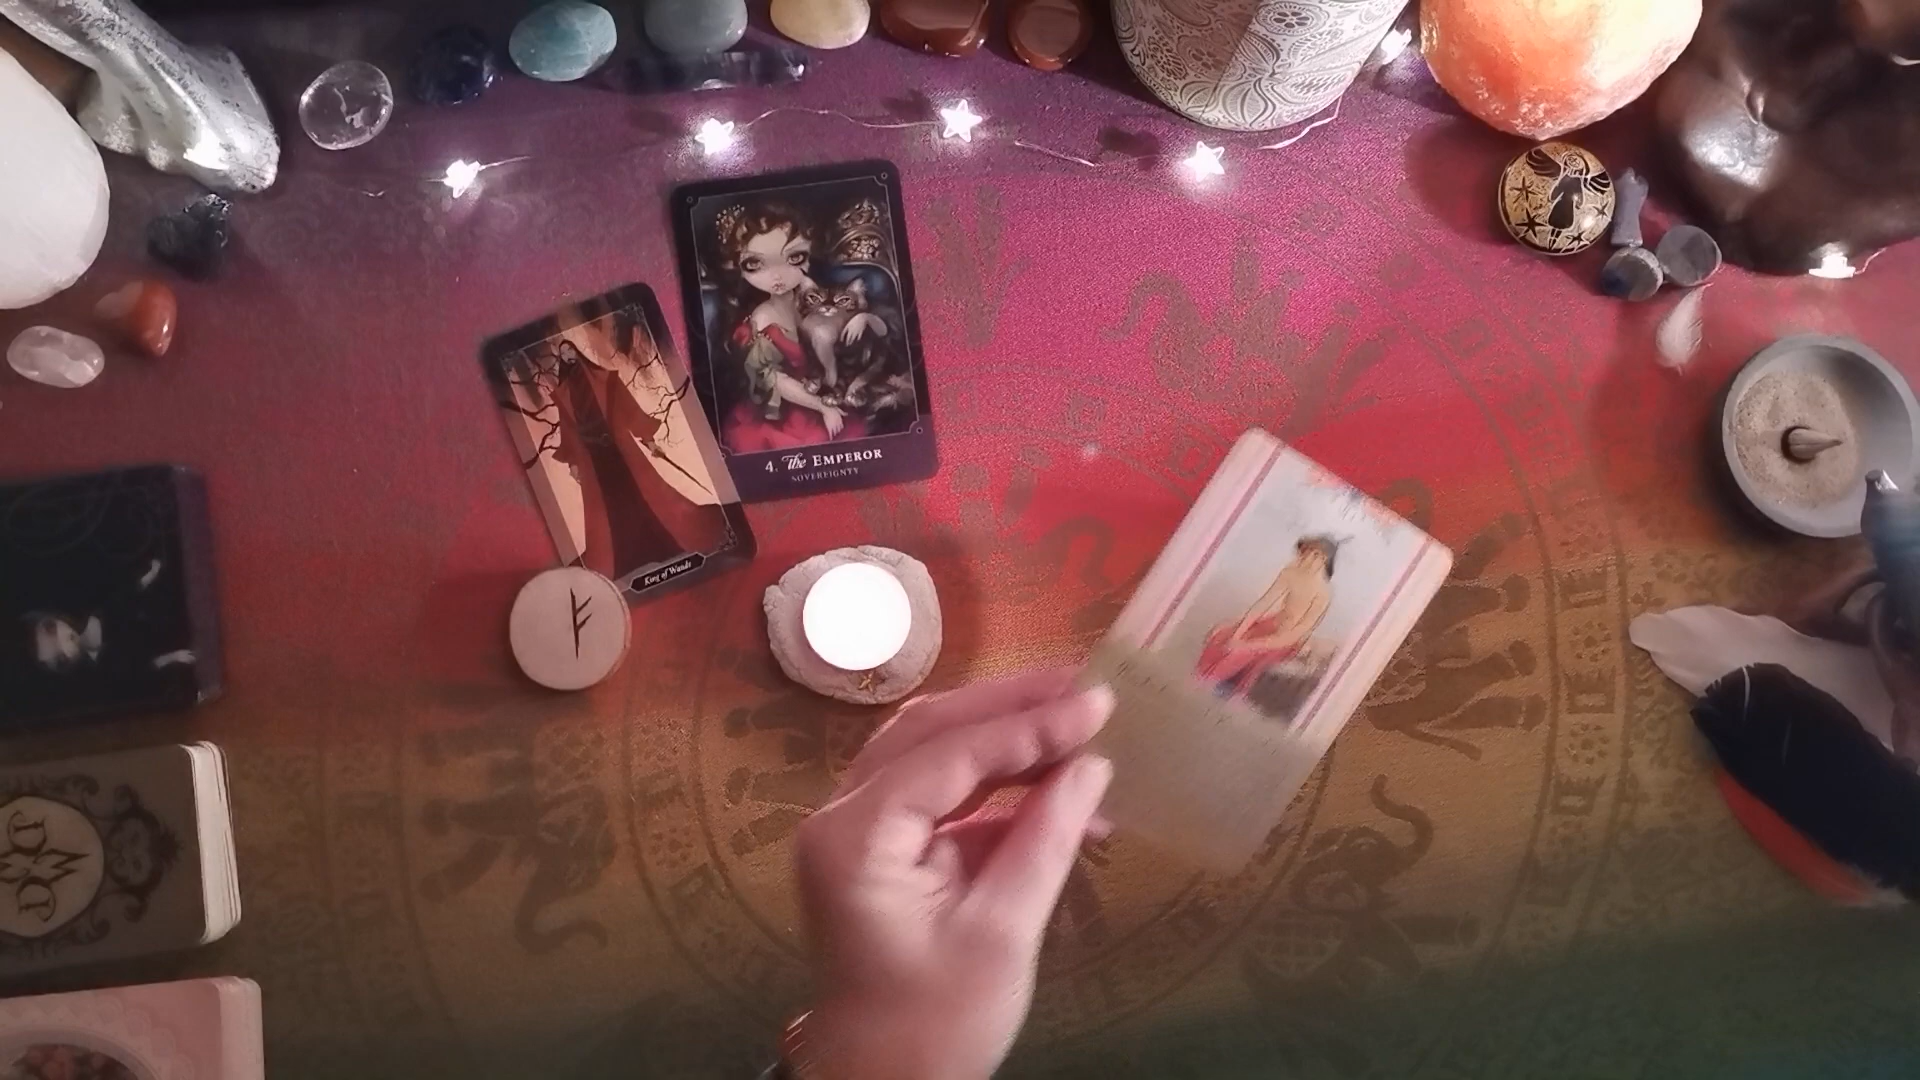 4. The EMPEROR
SOVEREIGNTY
King of Wands
ᚠ